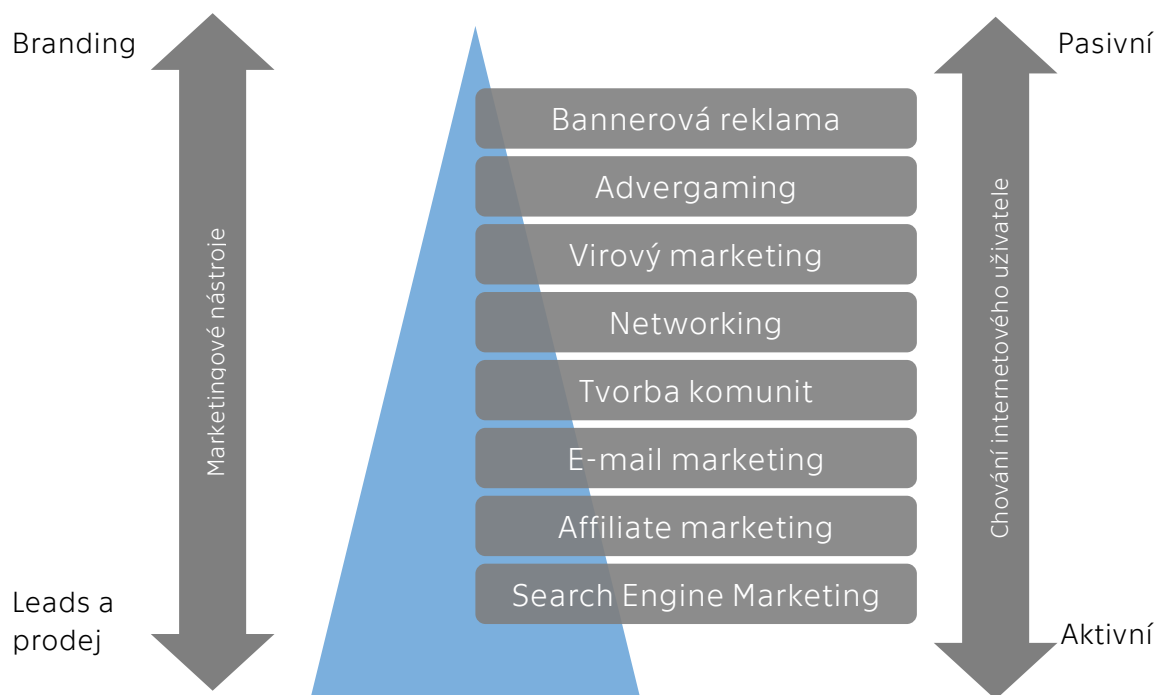 Branding
Pasivní
Bannerová reklama
Advergaming
Virový marketing
Networking
Tvorba komunit
E-mail marketing
Affiliate marketing
Search Engine Marketing
Marketingové nástroje
Chování internetového uživatele
Leads a
prodej
Aktivní